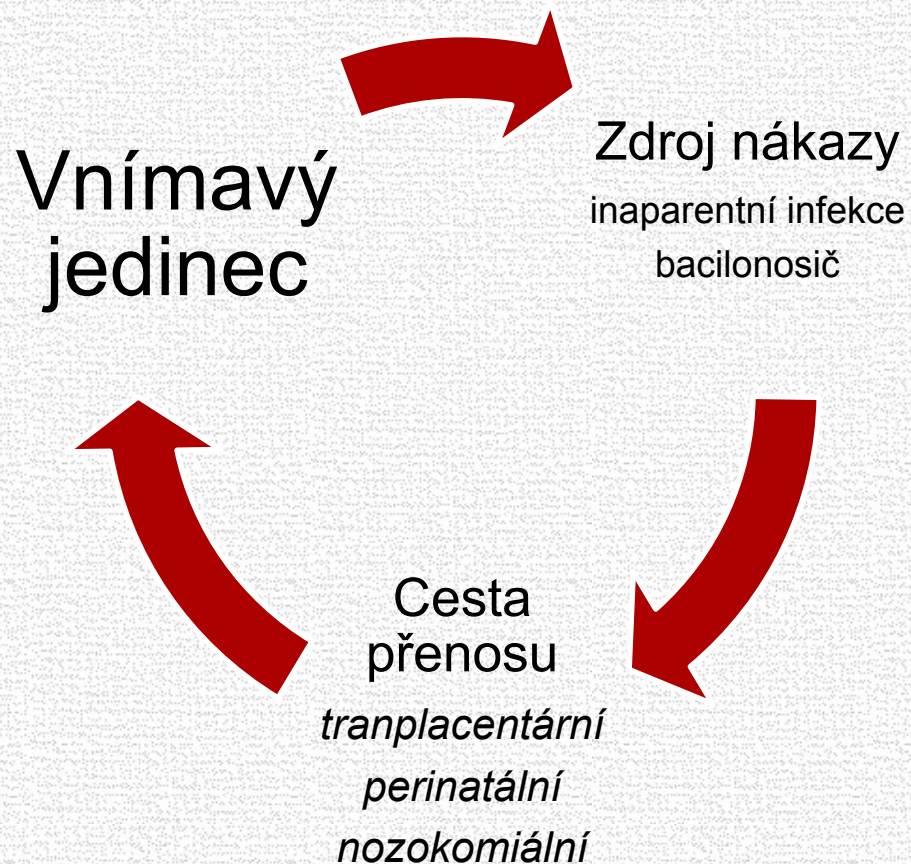 Vnímavý
jedinec
Zdroj nákazy
inaparentní infekce
bacilonosič
Cesta
přenosu
tranplacentární
perinatální
nozokomiální